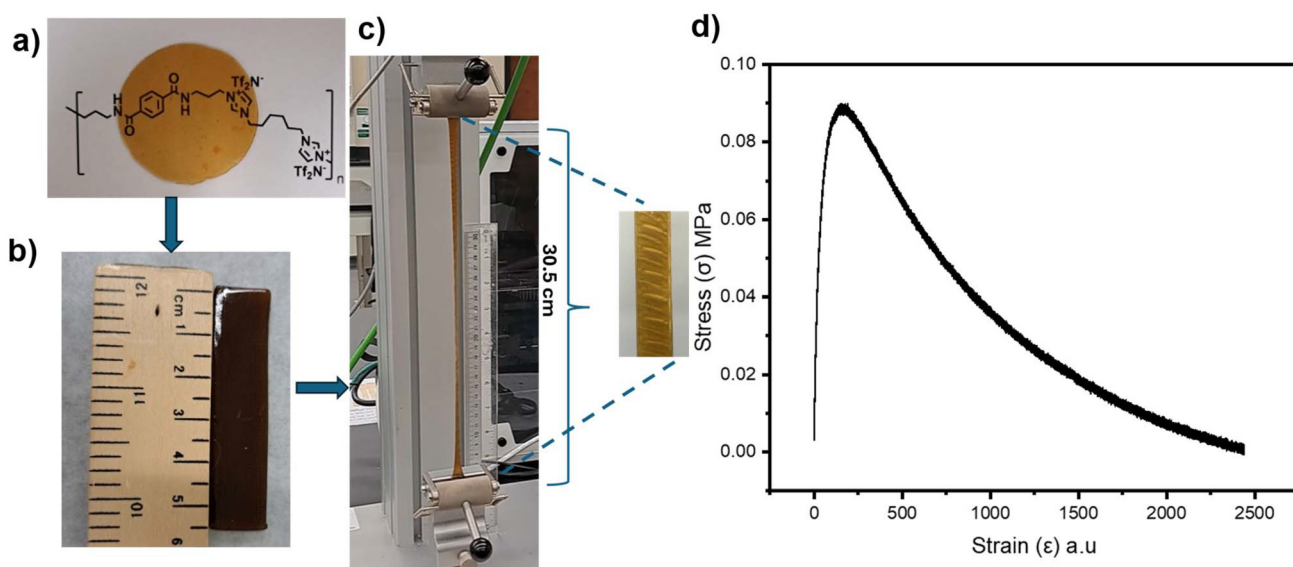 a)
O
H
N
O
N
H
Tf₂N⁻
N⁺
N
N
N⁺
Tf₂N⁻
n
b)
12
11
10
cm 1
2
3
4
5
6
c)
30.5 cm
d)
0.10
0.08
0.06
0.04
0.02
0.00
Stress (σ) MPa
0
500
1000
1500
2000
2500
Strain (ε) a.u